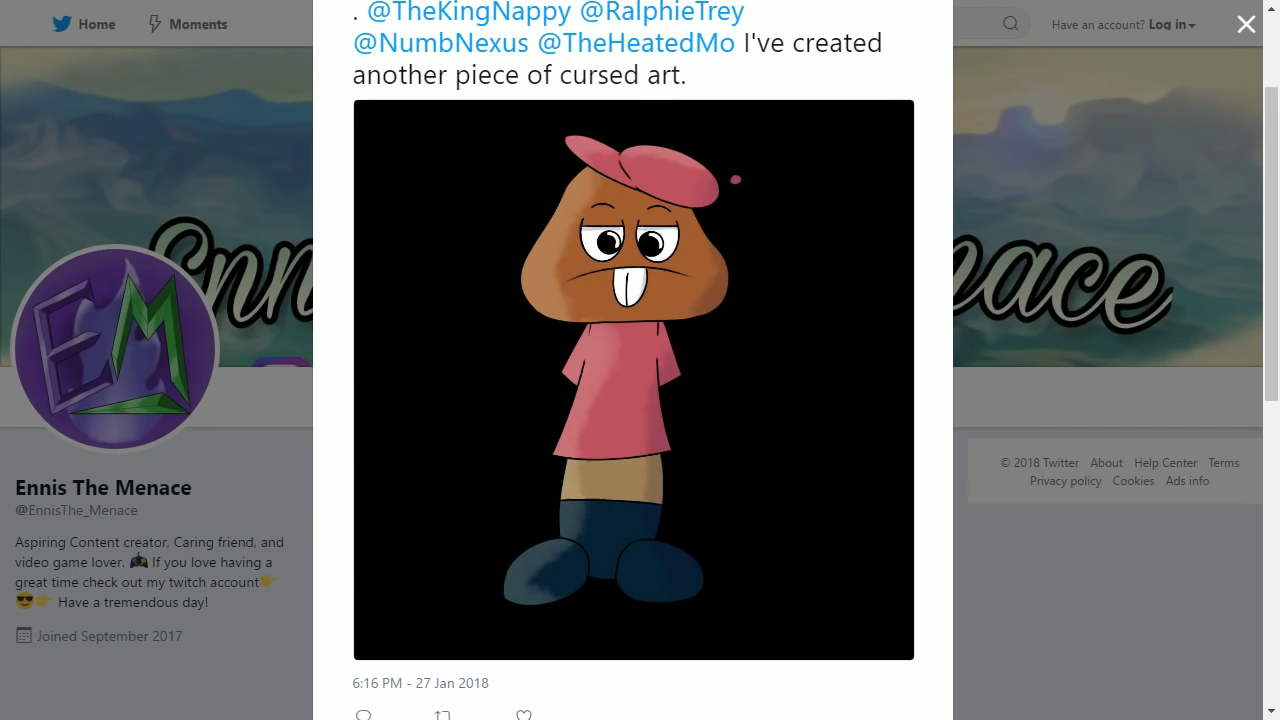 . @TheKingNappy @RalphieTrey
@NumbNexus @TheHeatedMo I've created
another piece of cursed art.
Home
Moments
Have an account? Log in
EM
Ennis The Menace
@EnnisThe_Menace
Aspiring Content creator, Caring friend, and
video game lover. 🎮 If you love having a
great time check out my twitch account👉
😎👉 Have a tremendous day!
Joined September 2017
6:16 PM - 27 Jan 2018
© 2018 Twitter About Help Center Terms
Privacy policy Cookies Ads info